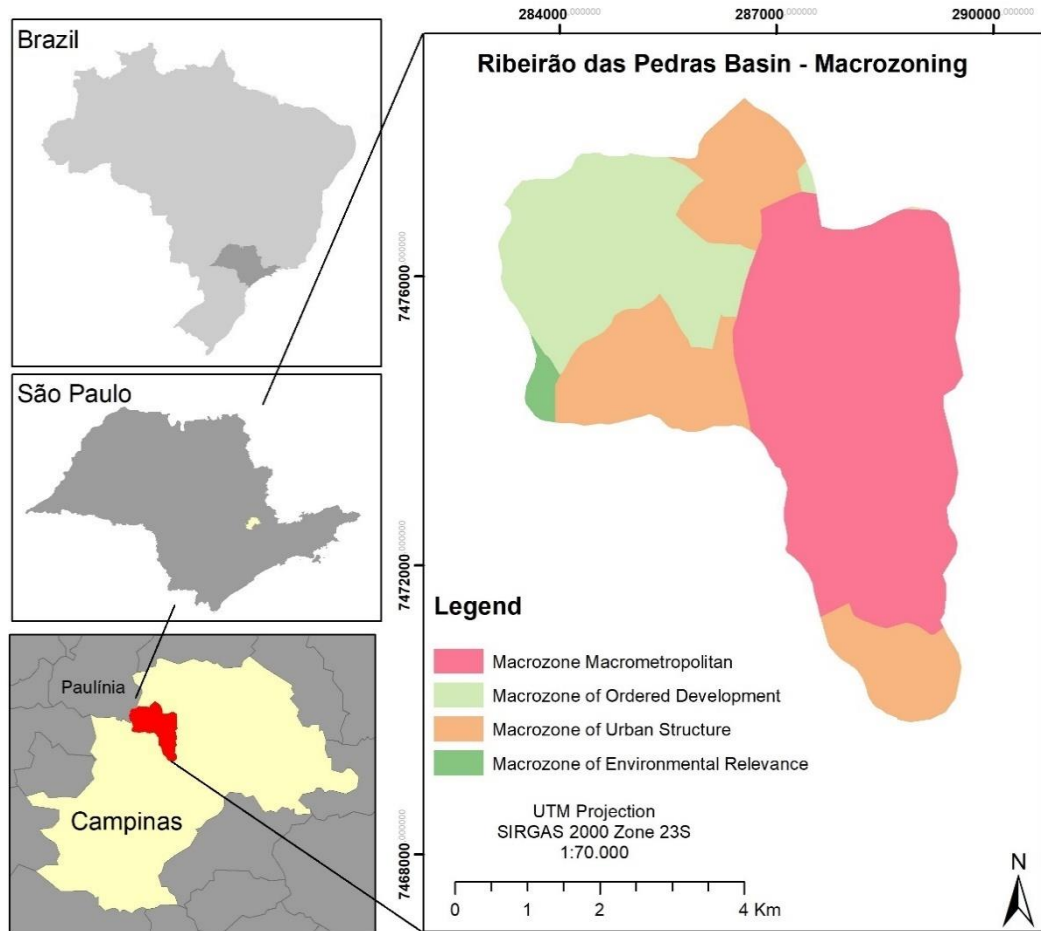 284000,000000
287000,000000
290000,000000
Brazil
Ribeirão das Pedras Basin - Macrozoning
7476000,000000
São Paulo
7472000,000000
Legend
Macrozone Macrometropolitan
Macrozone of Ordered Development
Macrozone of Urban Structure
Macrozone of Environmental Relevance
Paulínia
Campinas
UTM Projection
SIRGAS 2000 Zone 23S
1:70.000
7468000,000000
0 1 2 4 Km
N